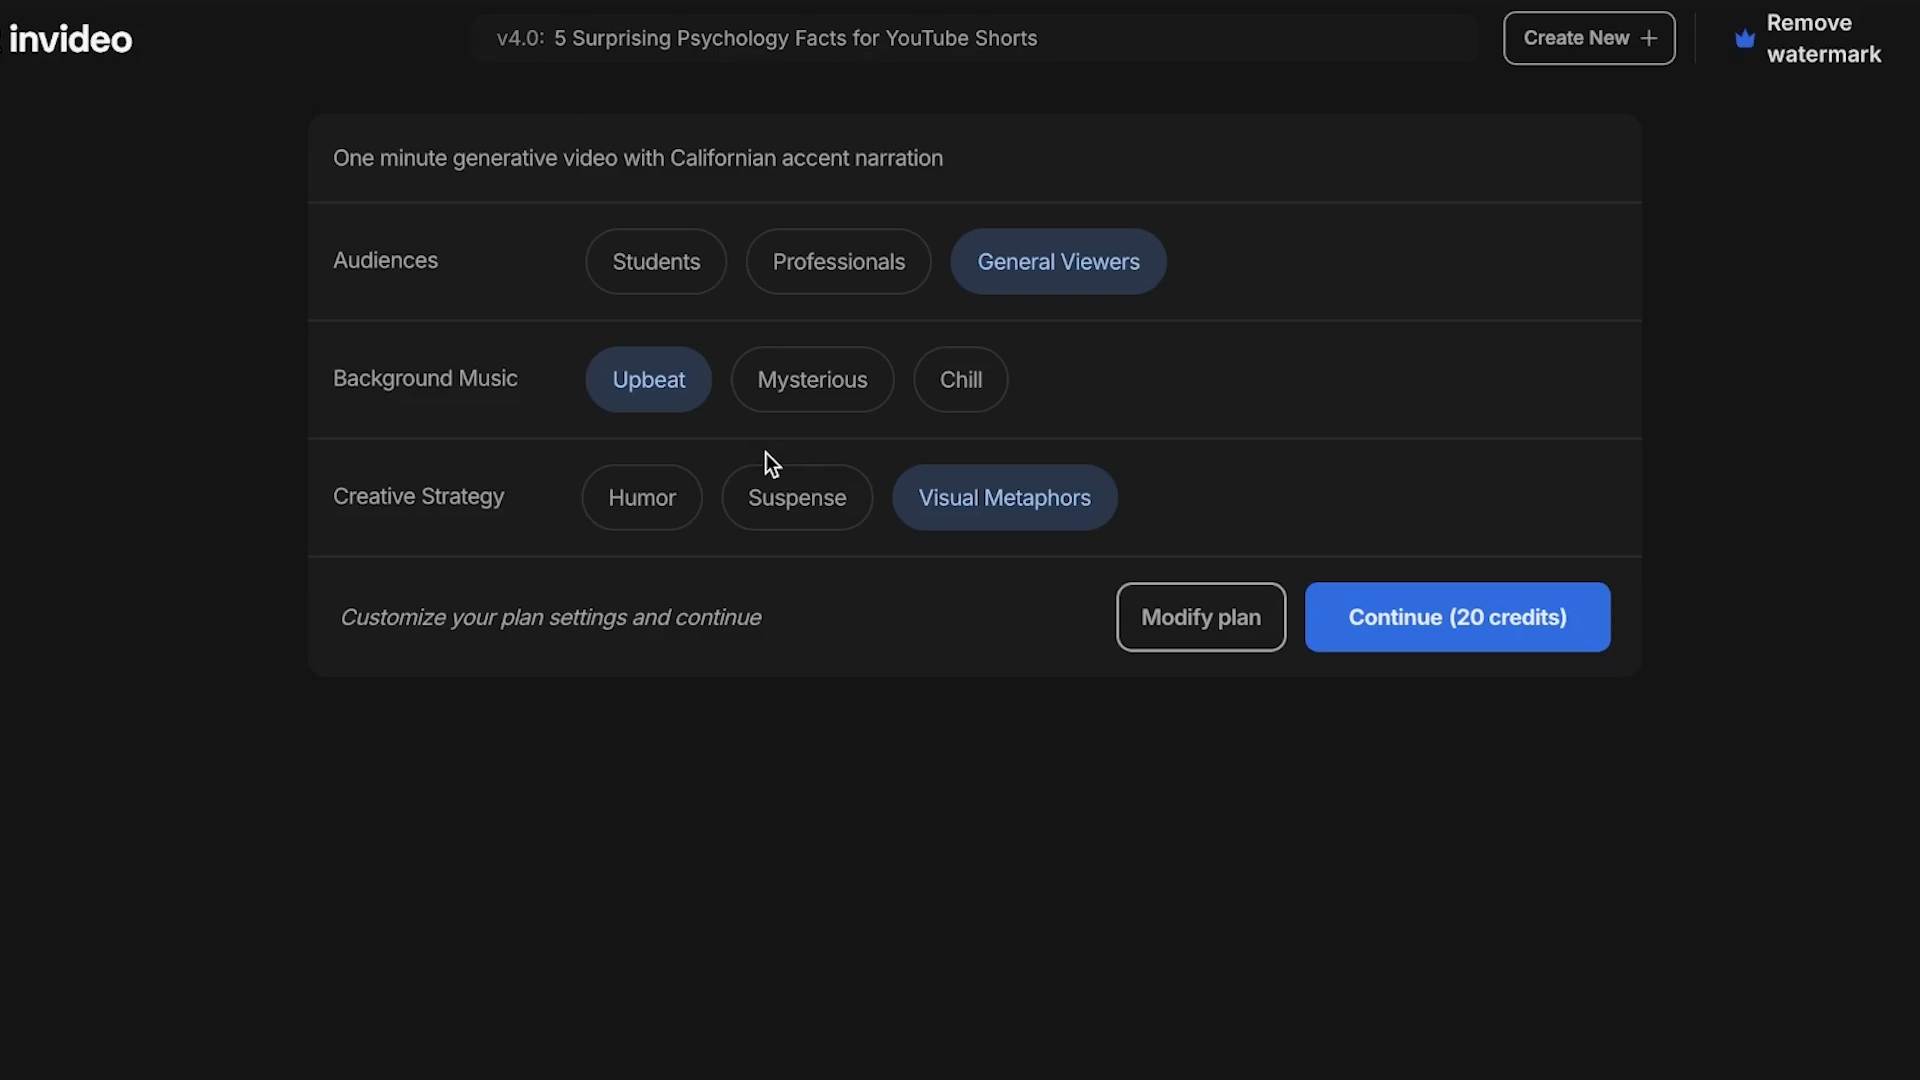 invideo
v4.0: 5 Surprising Psychology Facts for YouTube Shorts
Create New +
Remove
watermark
One minute generative video with Californian accent narration
Audiences
Students
Professionals
General Viewers
Background Music
Upbeat
Mysterious
Chill
Creative Strategy
Humor
Suspense
Visual Metaphors
Customize your plan settings and continue
Modify plan
Continue (20 credits)